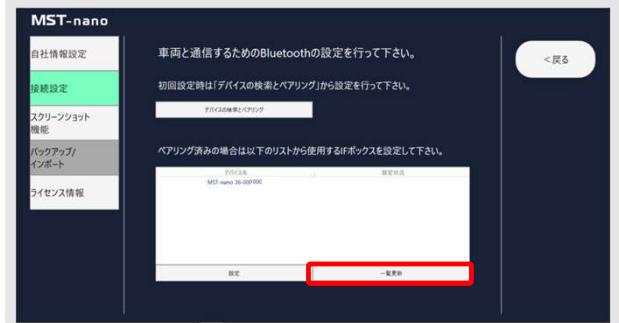 MST-nano
自社情報設定
接続設定
スクリーンショット
機能
バックアップ/
インポート
ライセンス情報
車両と通信するためのBluetoothの設定を行って下さい。
初回設定時は「デバイスの検索とペアリング」から設定を行って下さい。
デバイスの検索とペアリング
ペアリング済みの場合は以下のリストから使用するIFボックスを設定して下さい。
デバイス名 設定状況
MST-nano 36-000000
設定 一覧更新
<戻る